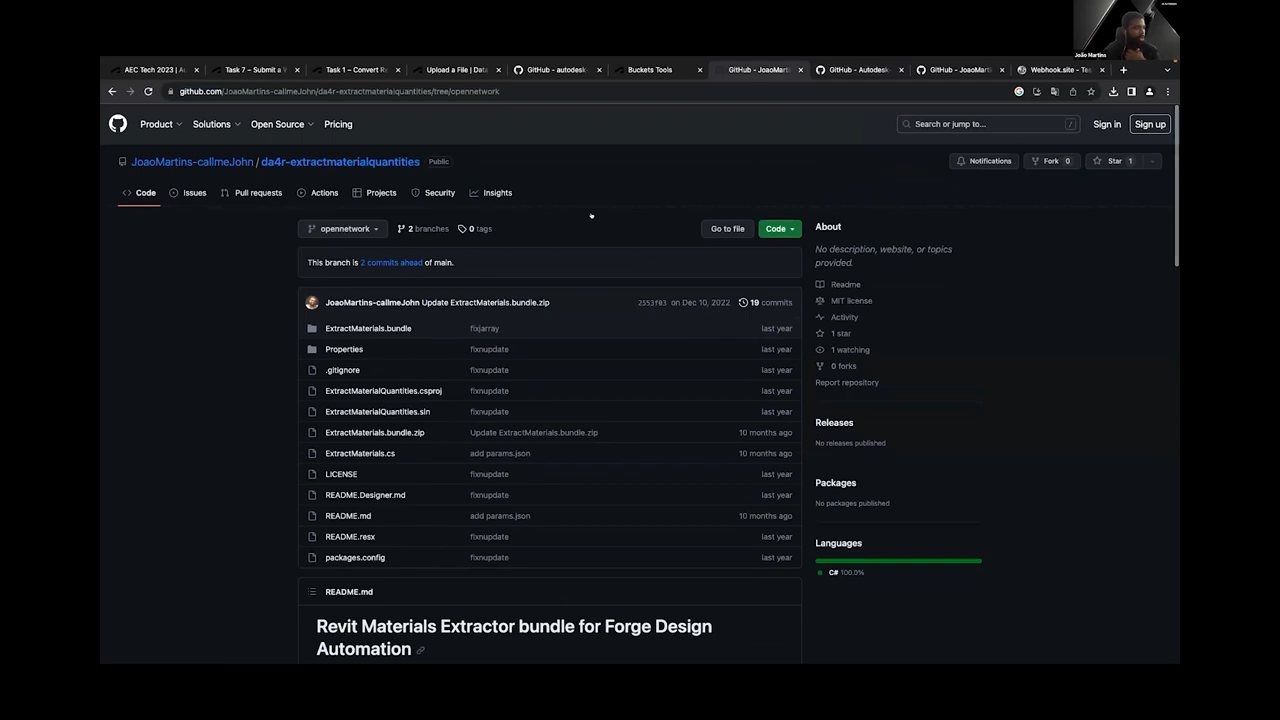 João Martins
AEC Tech 2023 | Au
Task 7 – Submit a W
Task 1 – Convert Re
Upload a File | Data
GitHub - autodesk
Buckets Tools
GitHub - JoaoMarti
GitHub - Autodesk
GitHub - JoaoMarti
Webhook.site - Tes
github.com/JoaoMartins-callmeJohn/da4r-extractmaterialquantities/tree/opennetwork
Product Solutions Open Source Pricing Search or jump to... / Sign in Sign up
JoaoMartins-callmeJohn / da4r-extractmaterialquantities Public Notifications Fork 0 Star 1
Code Issues Pull requests Actions Projects Security Insights
opennetwork 2 branches 0 tags Go to file Code
This branch is 2 commits ahead of main.
JoaoMartins-callmeJohn Update ExtractMaterials.bundle.zip 2553f03 on Dec 10, 2022 19 commits
ExtractMaterials.bundle fixjarray last year
Properties fixnupdate last year
.gitignore fixnupdate last year
ExtractMaterialQuantities.csproj fixnupdate last year
ExtractMaterialQuantities.sln fixnupdate last year
ExtractMaterials.bundle.zip Update ExtractMaterials.bundle.zip 10 months ago
ExtractMaterials.cs add params.json 10 months ago
LICENSE fixnupdate last year
README.Designer.md fixnupdate last year
README.md add params.json 10 months ago
README.resx fixnupdate last year
packages.config fixnupdate last year
README.md
Revit Materials Extractor bundle for Forge Design
Automation
About
No description, website, or topics
provided.
Readme
MIT license
Activity
1 star
1 watching
0 forks
Report repository
Releases
No releases published
Packages
No packages published
Languages
C# 100.0%